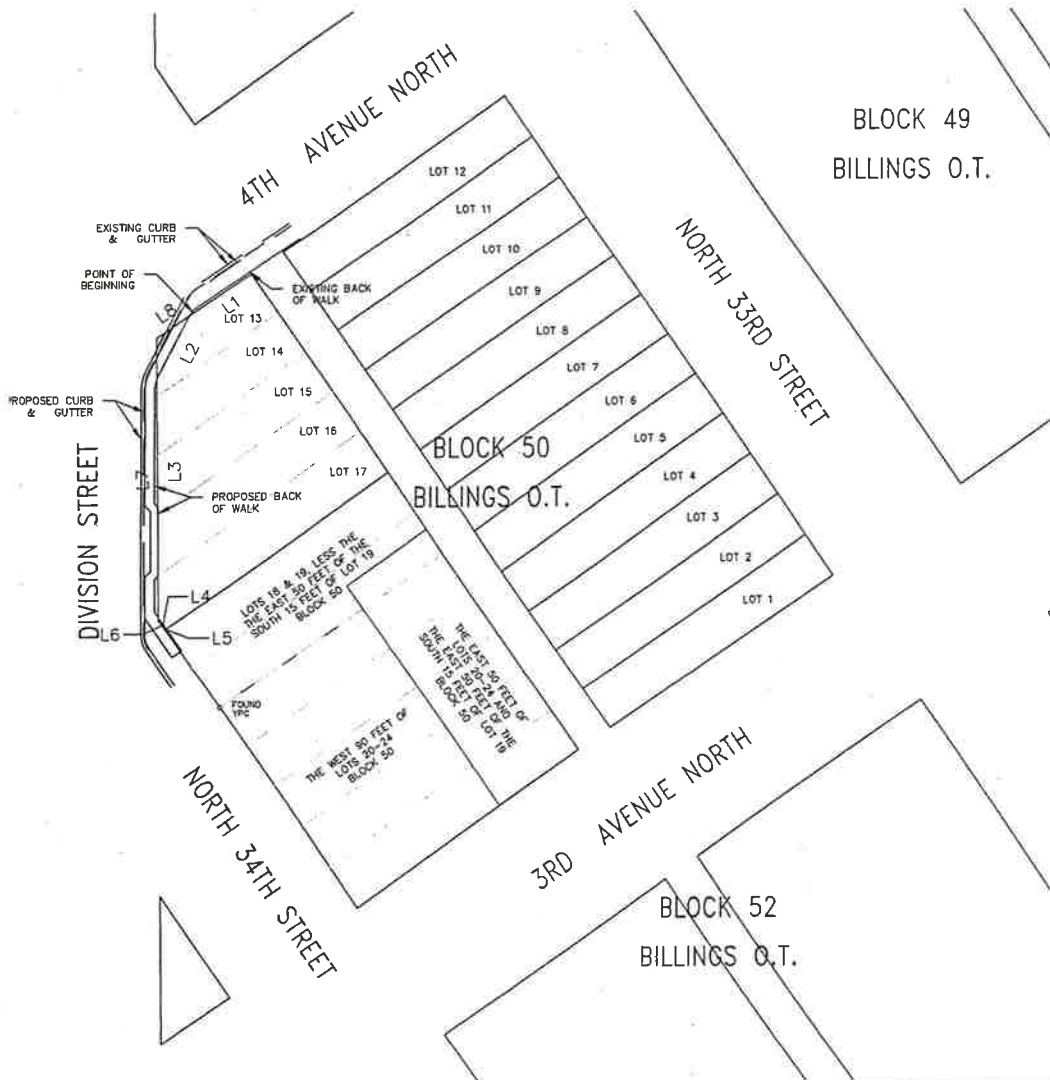 BLOCK 49
BILLINGS O.T.
4TH AVENUE NORTH
LOT 12
LOT 11
LOT 10
LOT 9
LOT 8
LOT 7
LOT 6
LOT 5
LOT 4
LOT 3
LOT 2
LOT 1
NORTH 33RD STREET
EXISTING CURB
& GUTTER
POINT OF
BEGINNING
EXISTING BACK
OF WALK
L1
L8
L2
LOT 13
LOT 14
LOT 15
LOT 16
LOT 17
ROPOSED CURB
& GUTTER
BLOCK 50
BILLINGS O.T.
DIVISION STREET
L3
PROPOSED BACK
OF WALK
LOTS 18 & 19, LESS THE
THE EAST 50 FEET OF THE
SOUTH 15 FEET OF LOT 19
BLOCK 50
L4
L5
L6
FOUND
YPC
THE EAST 50 FEET OF
LOTS 20-24 AND
THE EAST 50 FEET OF THE
SOUTH 15 FEET OF LOT 19
BLOCK 50
THE WEST 90 FEET OF
LOTS 20-24
BLOCK 50
NORTH 34TH STREET
3RD AVENUE NORTH
BLOCK 52
BILLINGS O.T.